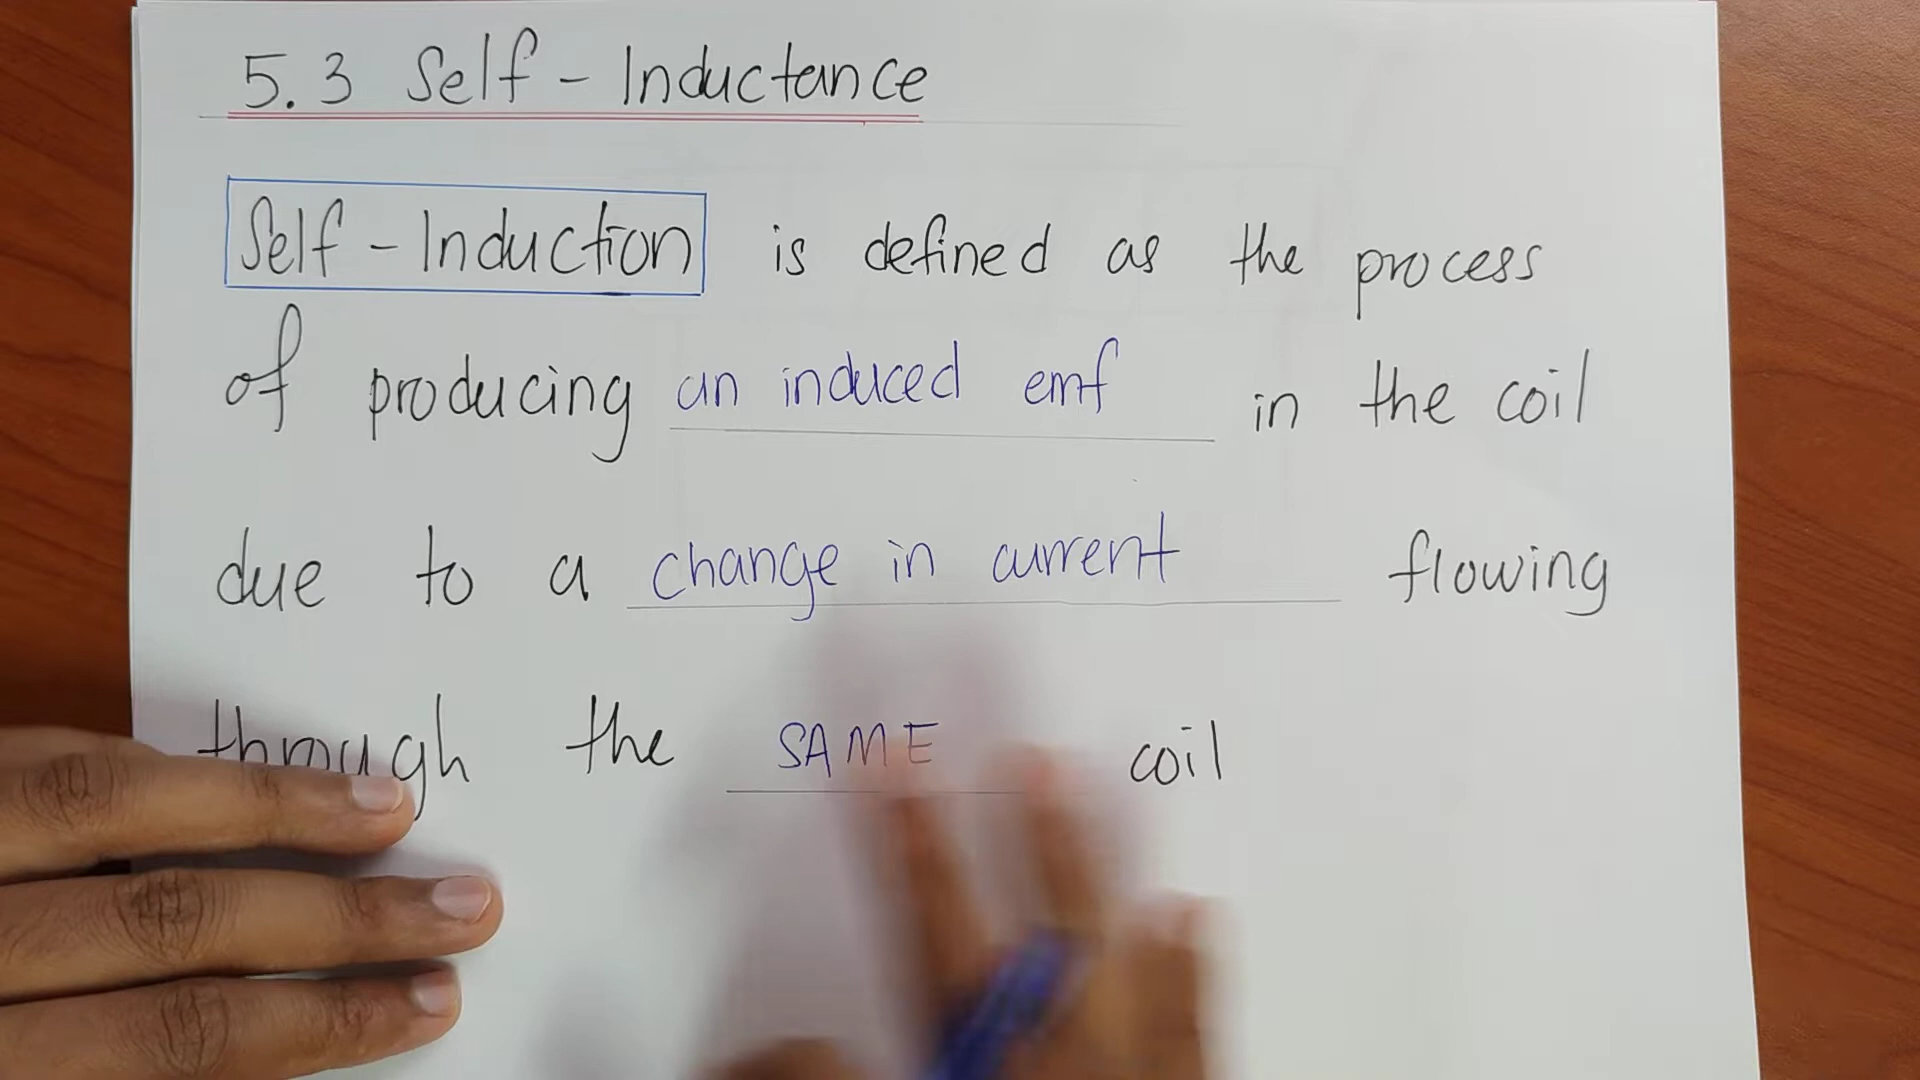 5.3 Self - Inductance
Self - Induction is defined as the process
of producing an induced emf in the coil
due to a change in current flowing
through the SAME coil